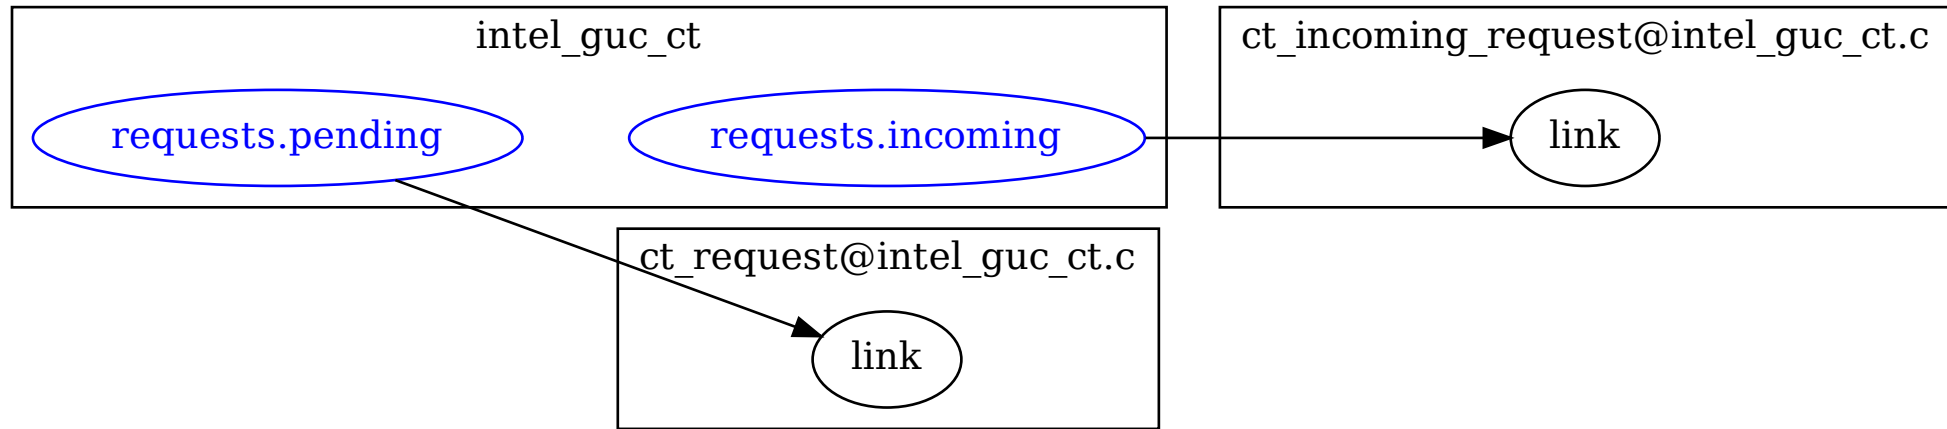 intel_guc_ct
requests.pending
requests.incoming
ct_incoming_request@intel_guc_ct.c
link
ct_request@intel_guc_ct.c
link